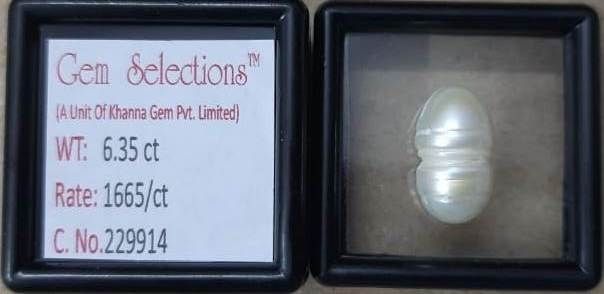 Gem Selections™
(A Unit Of Khanna Gem Pvt. Limited)
WT: 6.35 ct
Rate: 1665/ct
C. No.229914